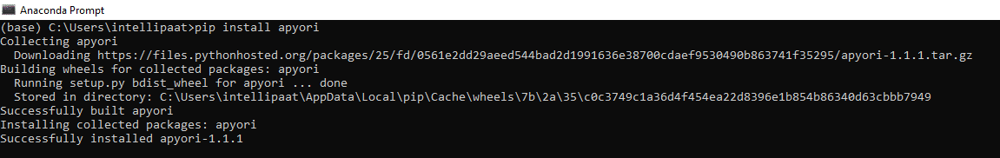 Anaconda Prompt
(base) C:\Users\intellipaat>pip install apyori
Collecting apyori
  Downloading https://files.pythonhosted.org/packages/25/fd/0561e2dd29aeed544bad2d1991636e38700cdaef9530490b863741f35295/apyori-1.1.1.tar.gz
Building wheels for collected packages: apyori
  Running setup.py bdist_wheel for apyori ... done
  Stored in directory: C:\Users\intellipaat\AppData\Local\pip\Cache\wheels\7b\2a\35\c0c3749c1a36d4f454ea22d8396e1b854b86340d63cbbb7949
Successfully built apyori
Installing collected packages: apyori
Successfully installed apyori-1.1.1